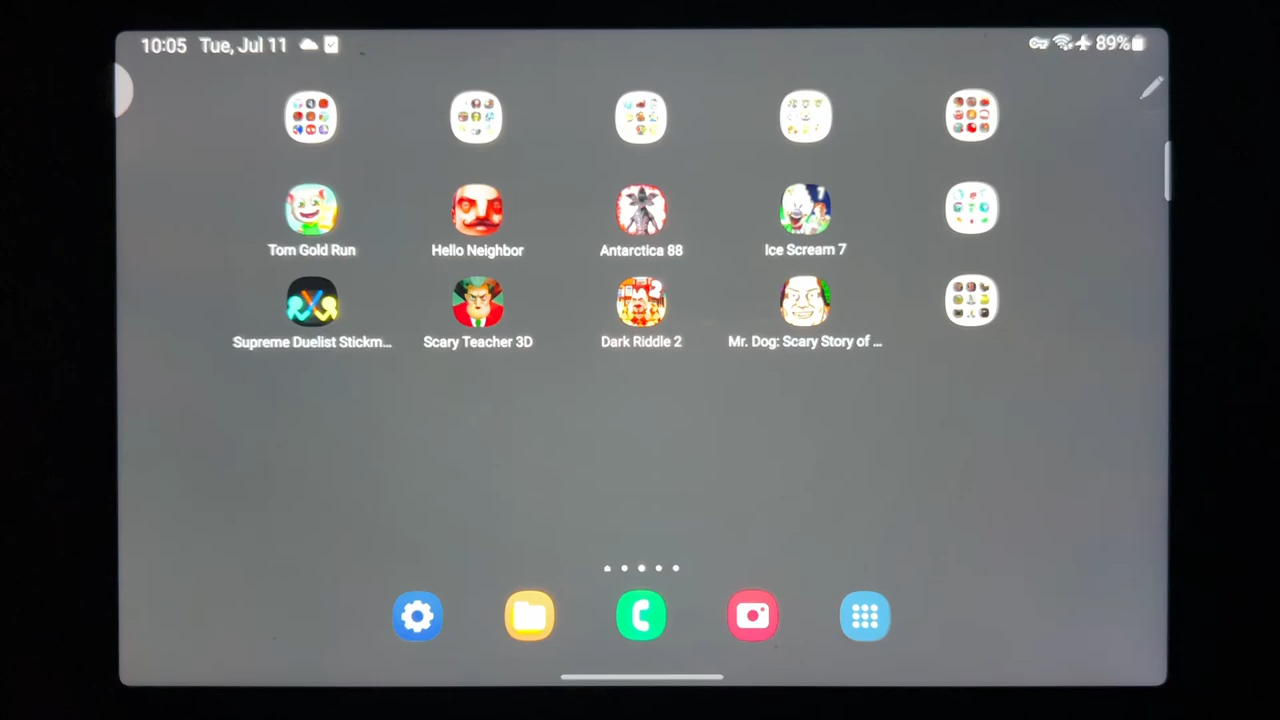 10:05 Tue, Jul 11 89%
Tom Gold Run Hello Neighbor Antarctica 88 Ice Scream 7
Supreme Duelist Stickm... Scary Teacher 3D Dark Riddle 2 Mr. Dog: Scary Story of ...